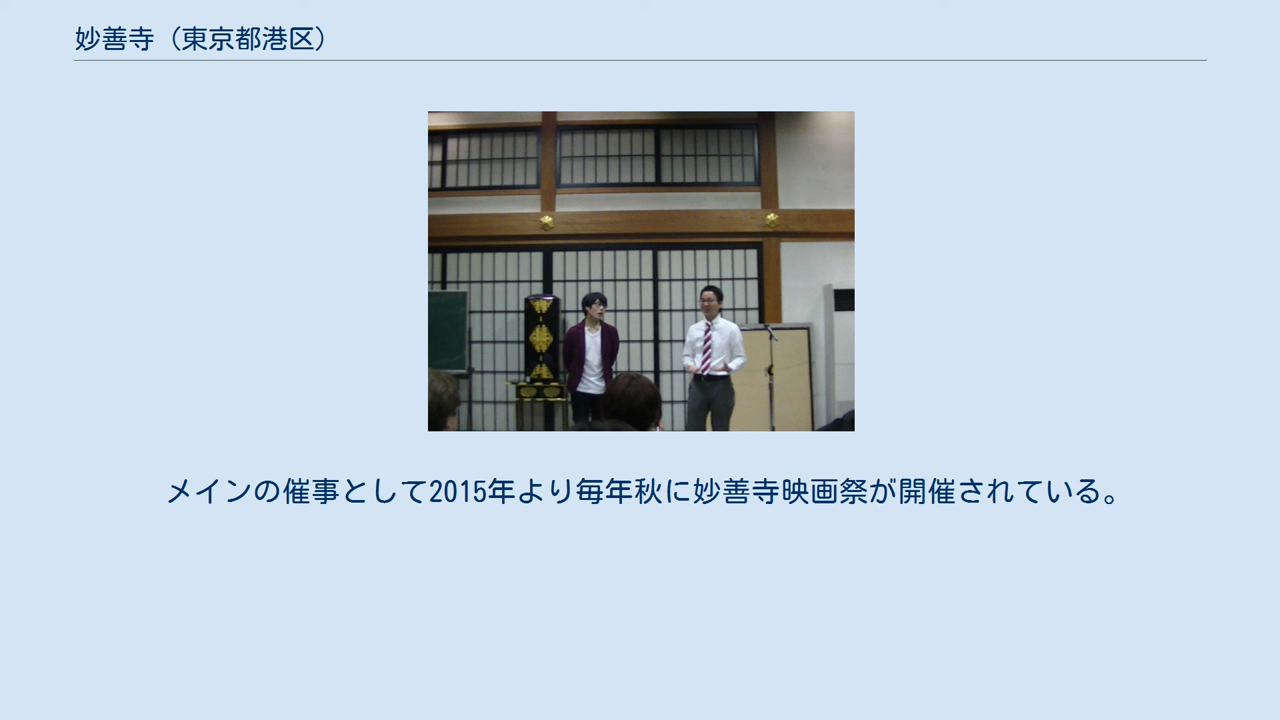 妙善寺（東京都港区）
メインの催事として2015年より毎年秋に妙善寺映画祭が開催されている。